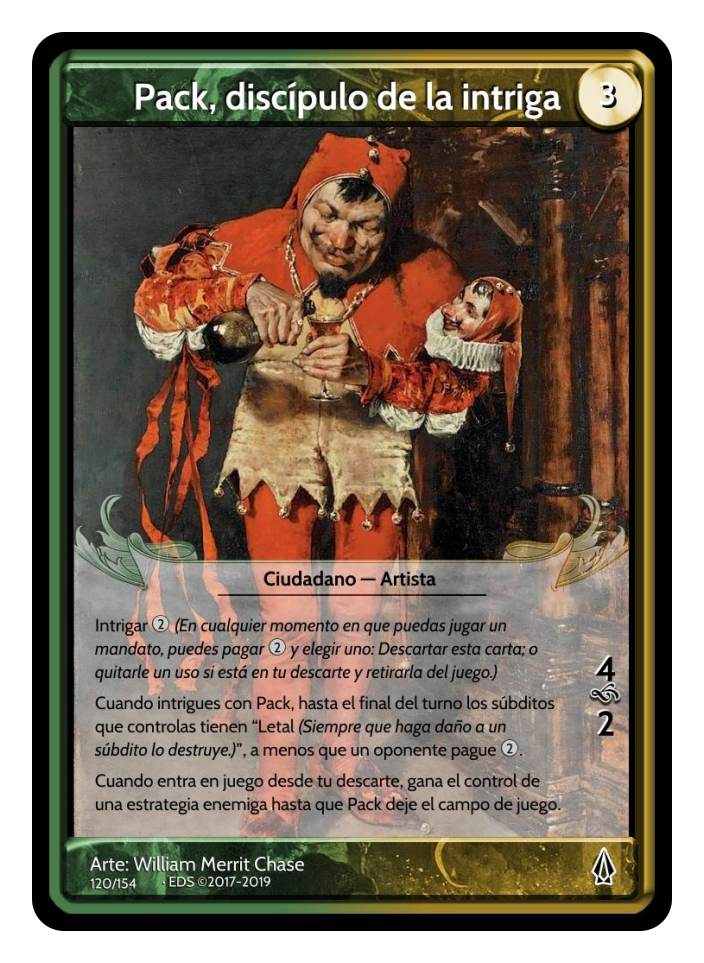 Pack, discípulo de la intriga 3
Ciudadano — Artista
Intrigar ② (En cualquier momento en que puedas jugar un
mandato, puedes pagar ② y elegir uno: Descartar esta carta; o
quitarle un uso si está en tu descarte y retirarla del juego.)
Cuando intrigues con Pack, hasta el final del turno los súbditos
que controlas tienen “Letal (Siempre que haga daño a un
súbdito lo destruye.)”, a menos que un oponente pague ②.
Cuando entra en juego desde tu descarte, gana el control de
una estrategia enemiga hasta que Pack deje el campo de juego.
4
2
Arte: William Merrit Chase
120/154 · EDS ©2017-2019